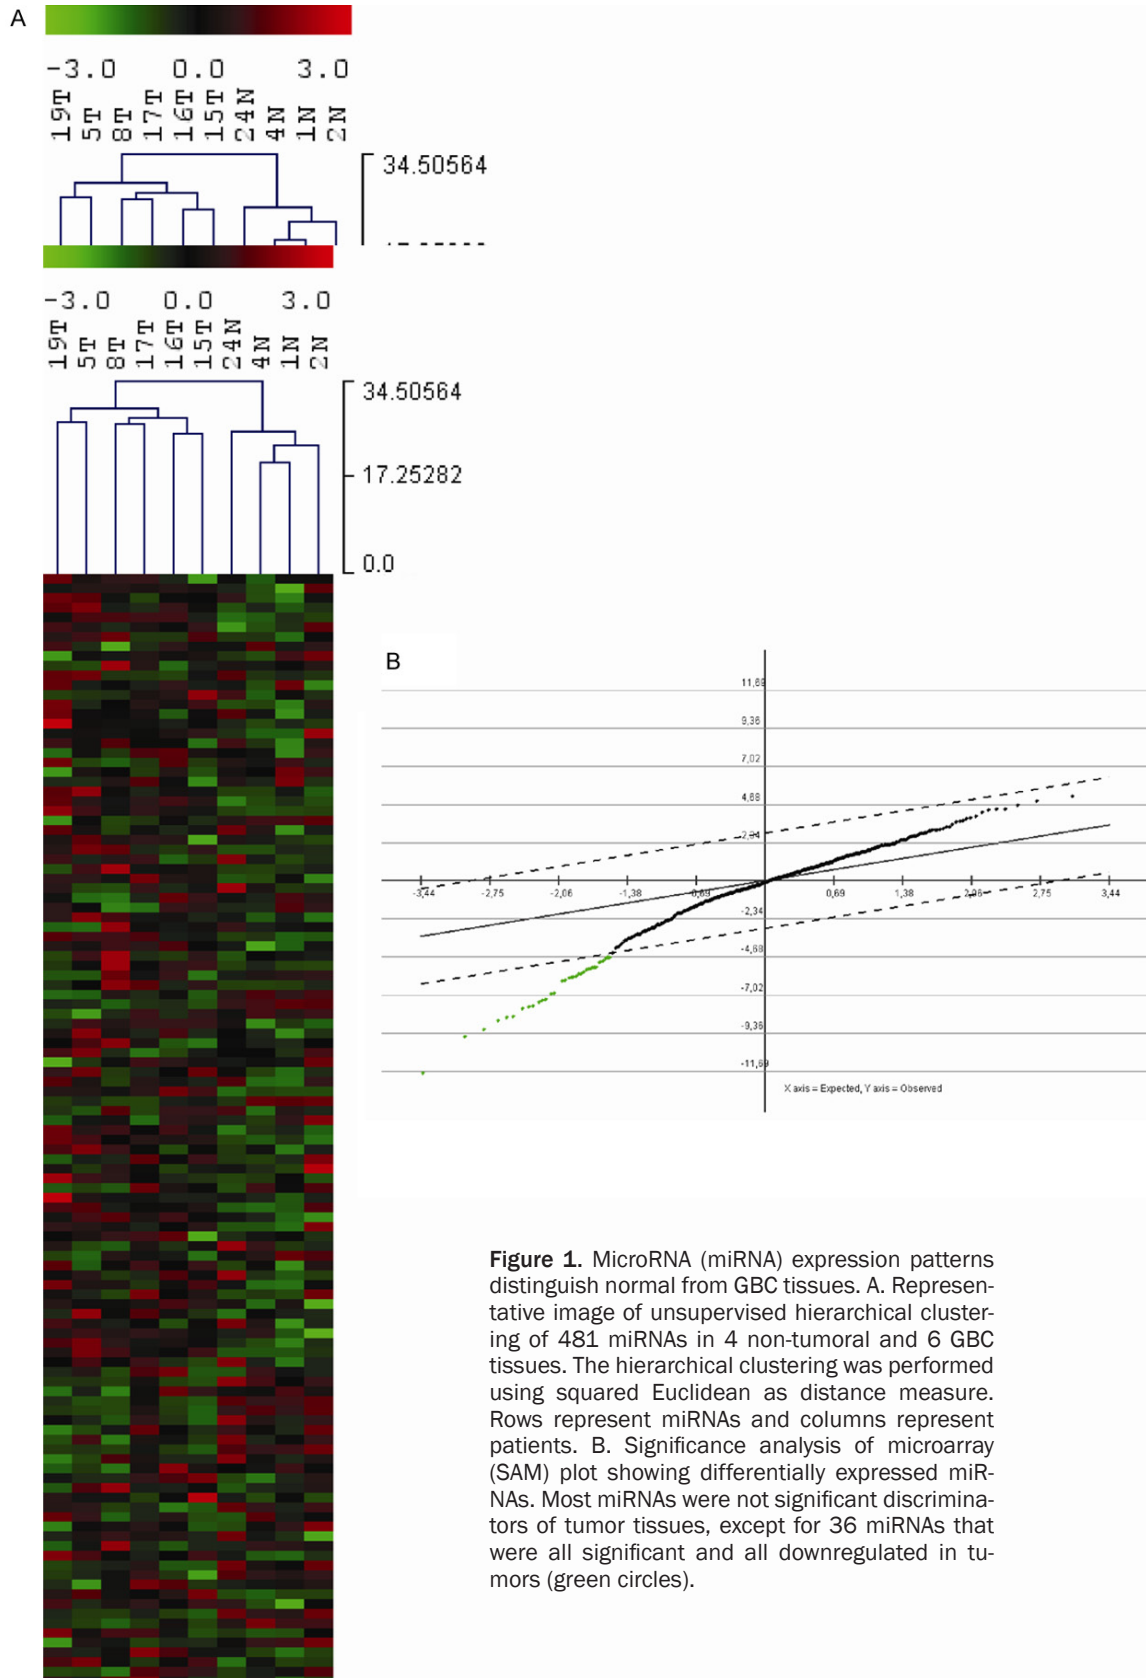 A
-3.0 0.0 3.0
19T 5T 8T 17T 16T 15T 24N 4N 1N 2N
34.50564
-3.0 0.0 3.0
19T 5T 8T 17T 16T 15T 24N 4N 1N 2N
34.50564
17.25282
0.0
B
11,69
9,36
7,02
4,68
2,34
-3,44 -2,75 -2,06 -1,38 -0,69 0,69 1,38 2,06 2,75 3,44
-2,34
-4,68
-7,02
-9,36
-11,69
X axis = Expected, Y axis = Observed
Figure 1. MicroRNA (miRNA) expression patterns
distinguish normal from GBC tissues. A. Represen-
tative image of unsupervised hierarchical cluster-
ing of 481 miRNAs in 4 non-tumoral and 6 GBC
tissues. The hierarchical clustering was performed
using squared Euclidean as distance measure.
Rows represent miRNAs and columns represent
patients. B. Significance analysis of microarray
(SAM) plot showing differentially expressed miR-
NAs. Most miRNAs were not significant discrimina-
tors of tumor tissues, except for 36 miRNAs that
were all significant and all downregulated in tu-
mors (green circles).